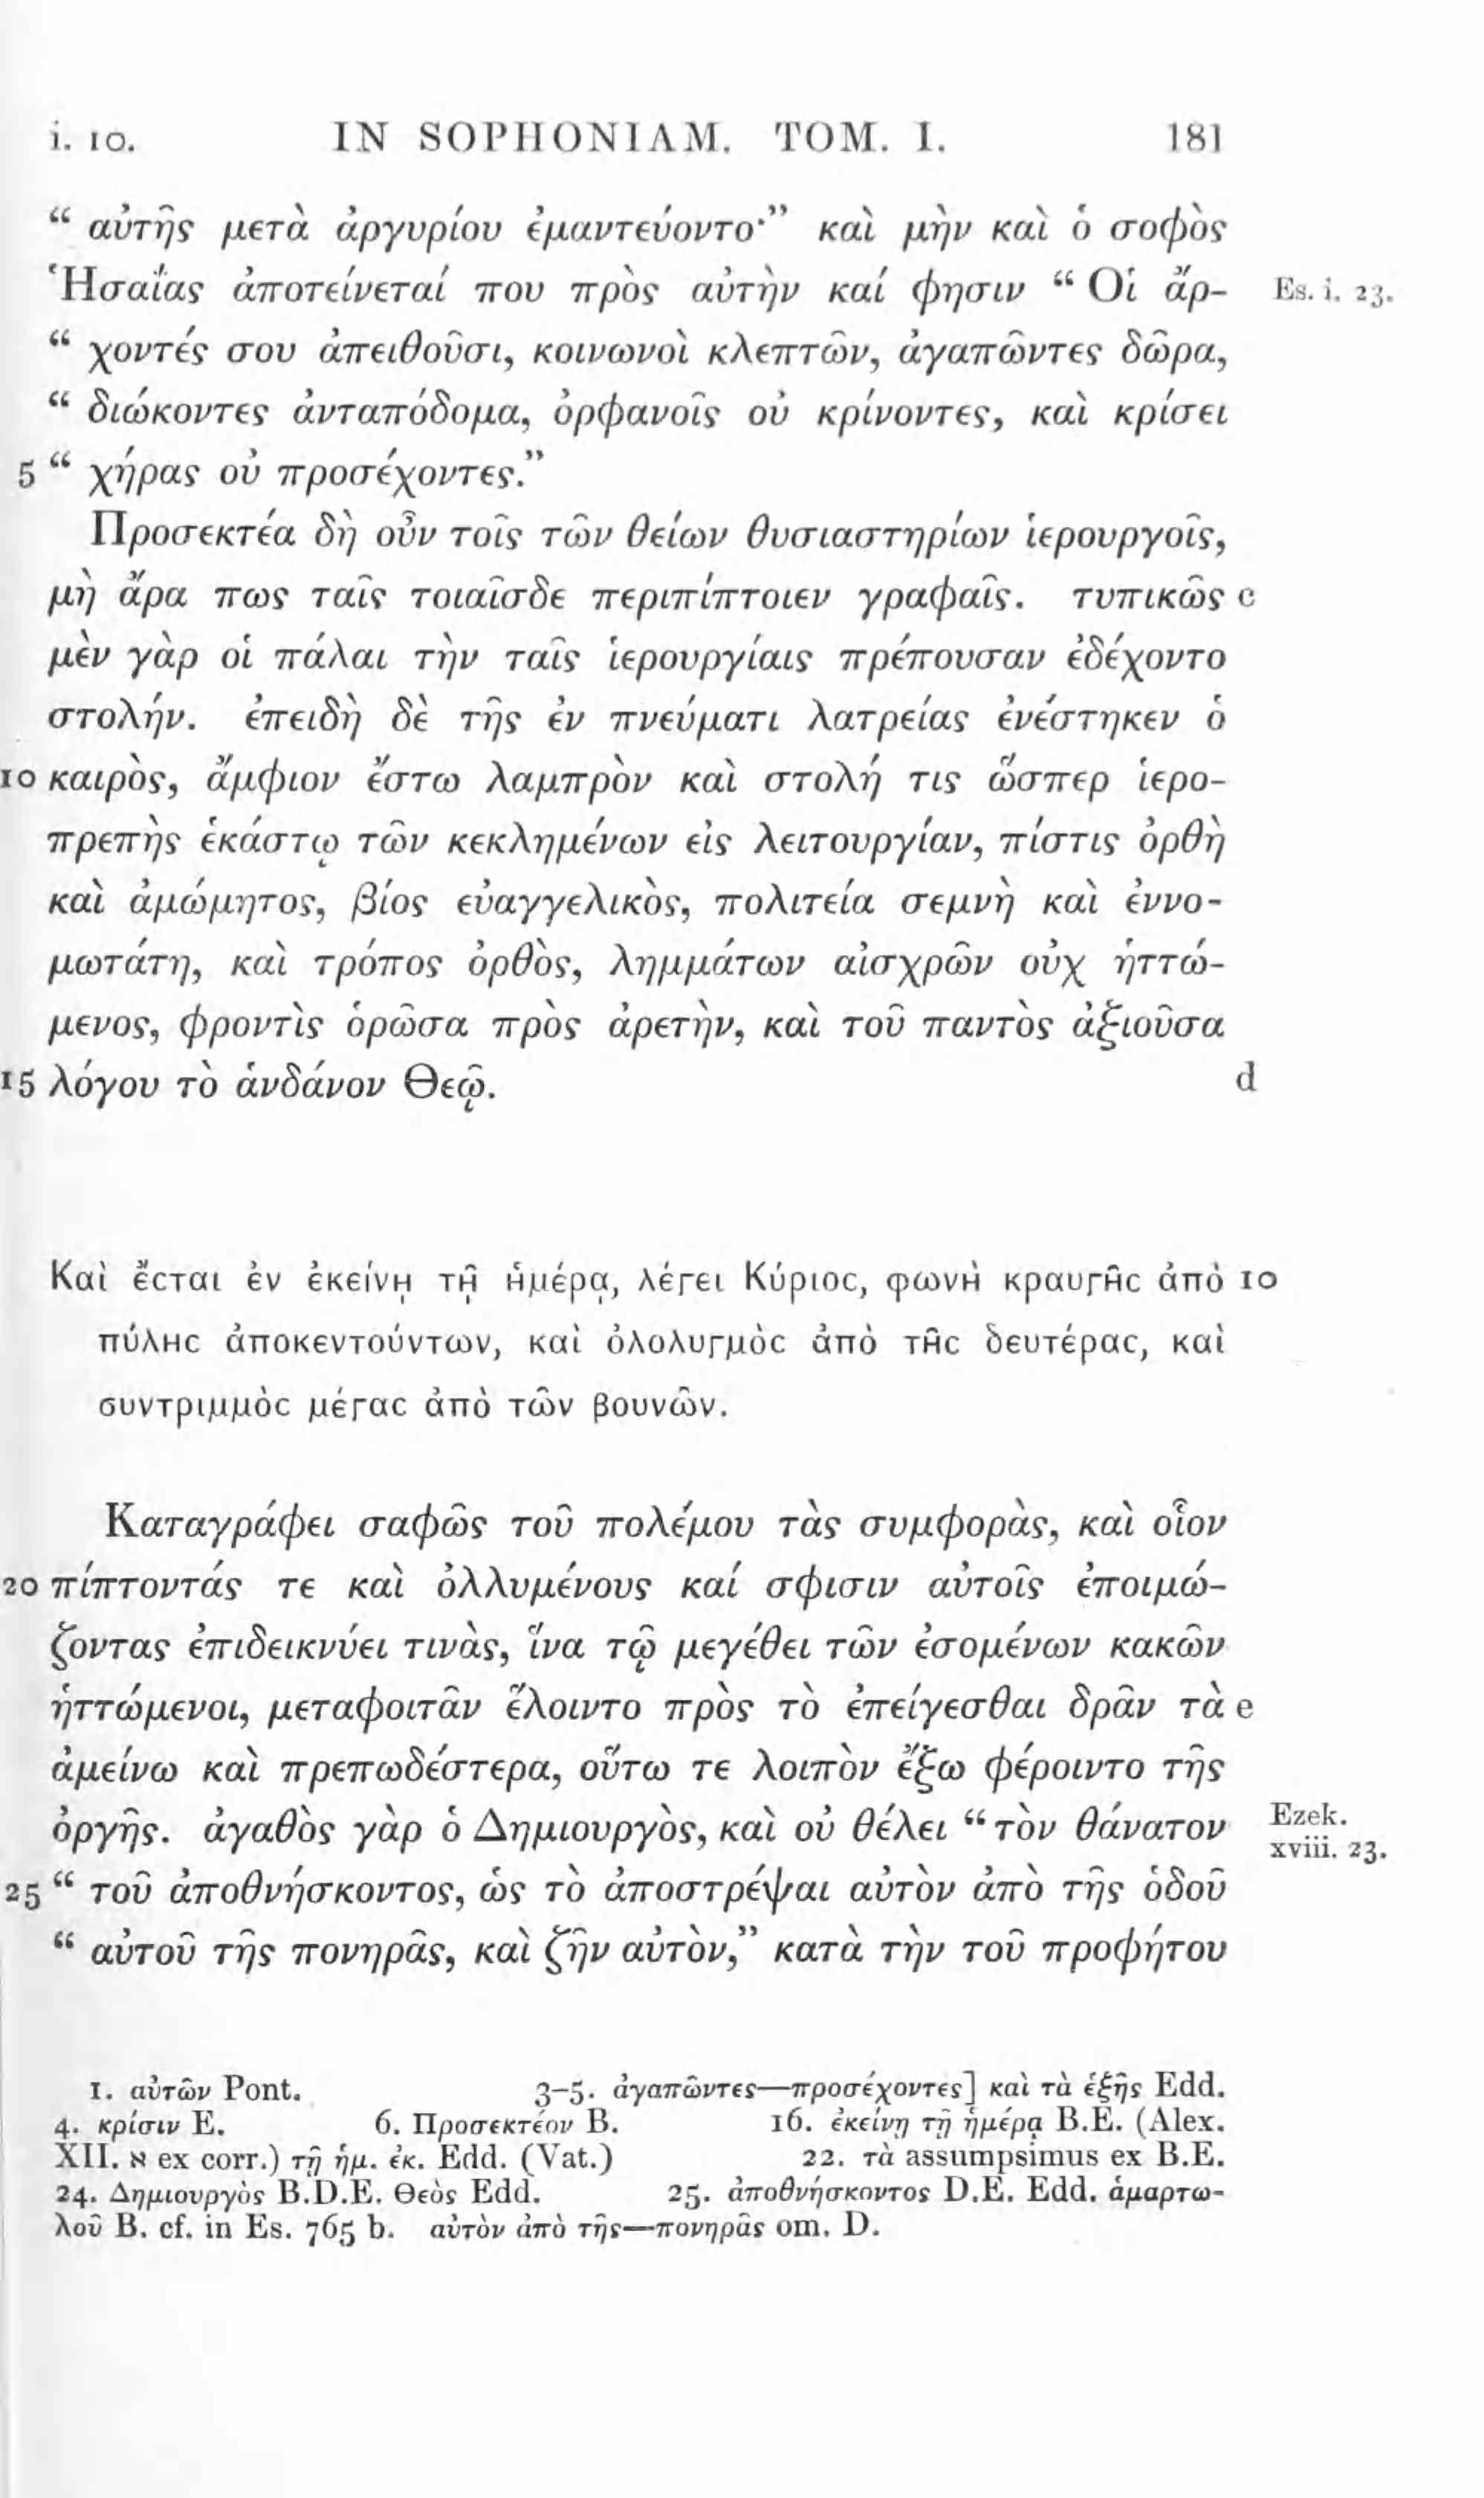 i. 10. IN SOPHONIAM. TOM. I. 181
“ αὐτῆς μετὰ ἀργυρίου ἐμαντεύοντο·” καὶ μὴν καὶ ὁ σοφὸς
Ἡσαΐας ἀποτείνεταί που πρὸς αὐτὴν καί φησιν “ Οἱ ἄρ- Es. i. 23.
“ χοντές σου ἀπειθοῦσι, κοινωνοὶ κλεπτῶν, ἀγαπῶντες δῶρα,
“ διώκοντες ἀνταπόδομα, ὀρφανοῖς οὐ κρίνοντες, καὶ κρίσει
5 “ χήρας οὐ προσέχοντες.”
Προσεκτέα δὴ οὖν τοῖς τῶν θείων θυσιαστηρίων ἱερουργοῖς,
μὴ ἄρα πως ταῖς τοιαῖσδε περιπίπτοιεν γραφαῖς. τυπικῶς c
μὲν γὰρ οἱ πάλαι τὴν ταῖς ἱερουργίαις πρέπουσαν ἐδέχοντο
στολήν. ἐπειδὴ δὲ τῆς ἐν πνεύματι λατρείας ἐνέστηκεν ὁ
10 καιρὸς, ἄμφιον ἔστω λαμπρὸν καὶ στολή τις ὥσπερ ἱερο-
πρεπὴς ἑκάστῳ τῶν κεκλημένων εἰς λειτουργίαν, πίστις ὀρθὴ
καὶ ἀμώμητος, βίος εὐαγγελικὸς, πολιτεία σεμνὴ καὶ ἐννο-
μωτάτη, καὶ τρόπος ὀρθὸς, λημμάτων αἰσχρῶν οὐχ ἡττώ-
μενος, φροντὶς ὁρῶσα πρὸς ἀρετὴν, καὶ τοῦ παντὸς ἀξιοῦσα
15 λόγου τὸ ἁνδάνον Θεῷ. d
Καὶ ἔσται ἐν ἐκείνῃ τῇ ἡμέρᾳ, λέγει Κύριος, φωνὴ κραυγῆς ἀπὸ 10
πύλης ἀποκεντούντων, καὶ ὀλολυγμὸς ἀπὸ τῆς δευτέρας, καὶ
συντριμμὸς μέγας ἀπὸ τῶν βουνῶν.
Καταγράφει σαφῶς τοῦ πολέμου τὰς συμφορὰς, καὶ οἷον
20 πίπτοντάς τε καὶ ὀλλυμένους καί σφισιν αὐτοῖς ἐποιμώ-
ζοντας ἐπιδεικνύει τινὰς, ἵνα τῷ μεγέθει τῶν ἐσομένων κακῶν
ἡττώμενοι, μεταφοιτᾶν ἕλοιντο πρὸς τὸ ἐπείγεσθαι δρᾶν τὰ e
ἀμείνω καὶ πρεπωδέστερα, οὕτω τε λοιπὸν ἔξω φέροιντο τῆς
ὀργῆς. ἀγαθὸς γὰρ ὁ Δημιουργὸς, καὶ οὐ θέλει “ τὸν θάνατον Ezek. xviii. 23.
25 “ τοῦ ἀποθνήσκοντος, ὡς τὸ ἀποστρέψαι αὐτὸν ἀπὸ τῆς ὁδοῦ
“ αὐτοῦ τῆς πονηρᾶς, καὶ ζῆν αὐτὸν,” κατὰ τὴν τοῦ προφήτου
1. αὐτῶν Pont. 3-5. ἀγαπῶντες—προσέχοντες] καὶ τὰ ἑξῆς Edd.
4. κρίσιν E. 6. Προσεκτέον B. 16. ἐκείνῃ τῇ ἡμέρᾳ B.E. (Alex.
XII. א ex corr.) τῇ ἡμ. ἐκ. Edd. (Vat.) 22. τὰ assumpsimus ex B.E.
24. Δημιουργὸς B.D.E. Θεὸς Edd. 25. ἀποθνήσκοντος D.E. Edd. ἁμαρτω-
λοῦ B. cf. in Es. 765 b. αὐτὸν ἀπὸ τῆς—πονηρᾶς om. D.